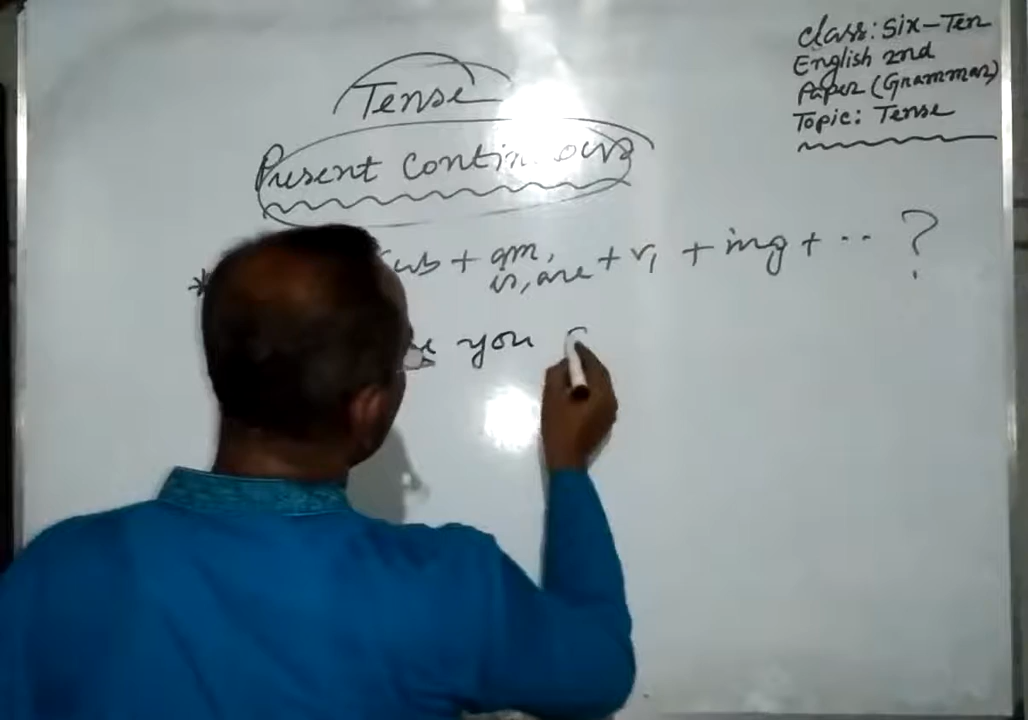 Tense
Present Continuous
* Sub + am, is, are + V1 + ing + ... ?
you
Class: Six-Ten
English 2nd
Paper (Grammar)
Topic: Tense